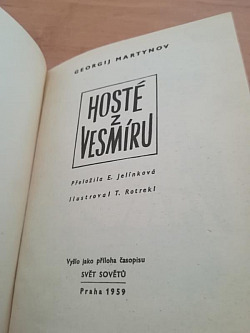 GEORGIJ MARTYNOV
HOSTÉ
Z
VESMÍRU
Přeložila E. Jelínková
Ilustroval T. Rotrekl
Vyšlo jako příloha časopisu
SVĚT SOVĚTŮ
Praha 1959